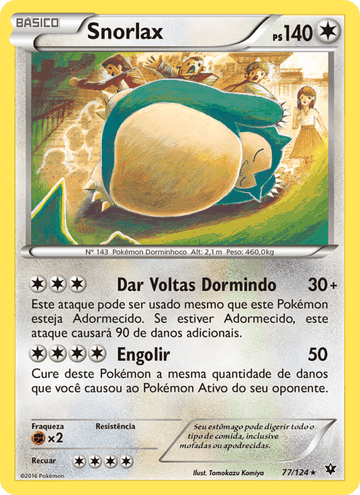 BÁSICO
Snorlax
PS140
Nº 143 Pokémon Dorminhoco Alt: 2,1m Peso: 460,0kg
Dar Voltas Dormindo 30+
Este ataque pode ser usado mesmo que este Pokémon
esteja Adormecido. Se estiver Adormecido, este
ataque causará 90 de danos adicionais.
Engolir 50
Cure deste Pokémon a mesma quantidade de danos
que você causou ao Pokémon Ativo do seu oponente.
Fraqueza Resistência
×2
Recuar
Seu estômago pode digerir todo o
tipo de comida, inclusive
mofadas ou apodrecidas.
©2016 Pokémon Ilust. Tomokazu Komiya 77/124